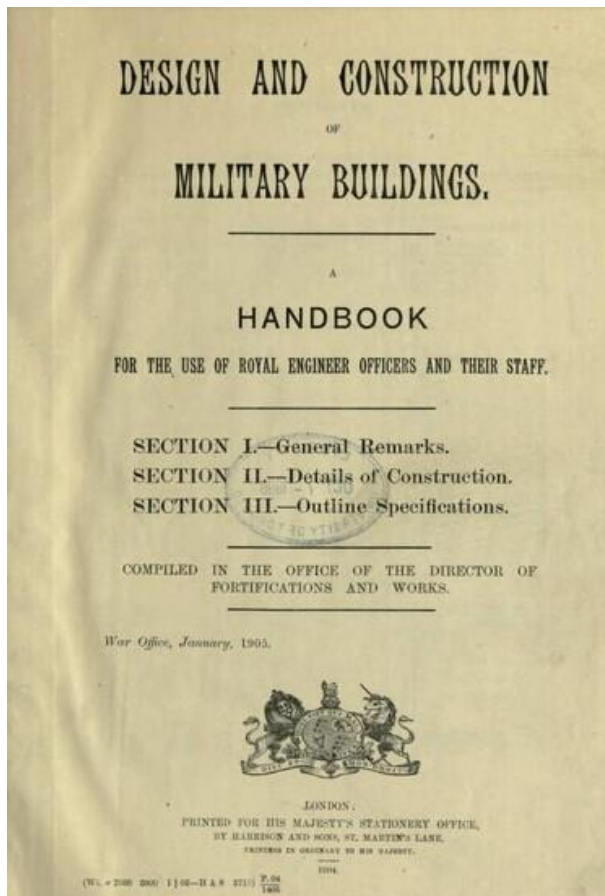 DESIGN AND CONSTRUCTION
OF
MILITARY BUILDINGS.
A
HANDBOOK
FOR THE USE OF ROYAL ENGINEER OFFICERS AND THEIR STAFF.
SECTION I.—General Remarks.
SECTION II.—Details of Construction.
SECTION III.—Outline Specifications.
COMPILED IN THE OFFICE OF THE DIRECTOR OF
FORTIFICATIONS AND WORKS.
War Office, January, 1905.
LONDON:
PRINTED FOR HIS MAJESTY'S STATIONERY OFFICE,
BY HARRISON AND SONS, ST. MARTIN'S LANE,
PRINTERS IN ORDINARY TO HIS MAJESTY.
1904.